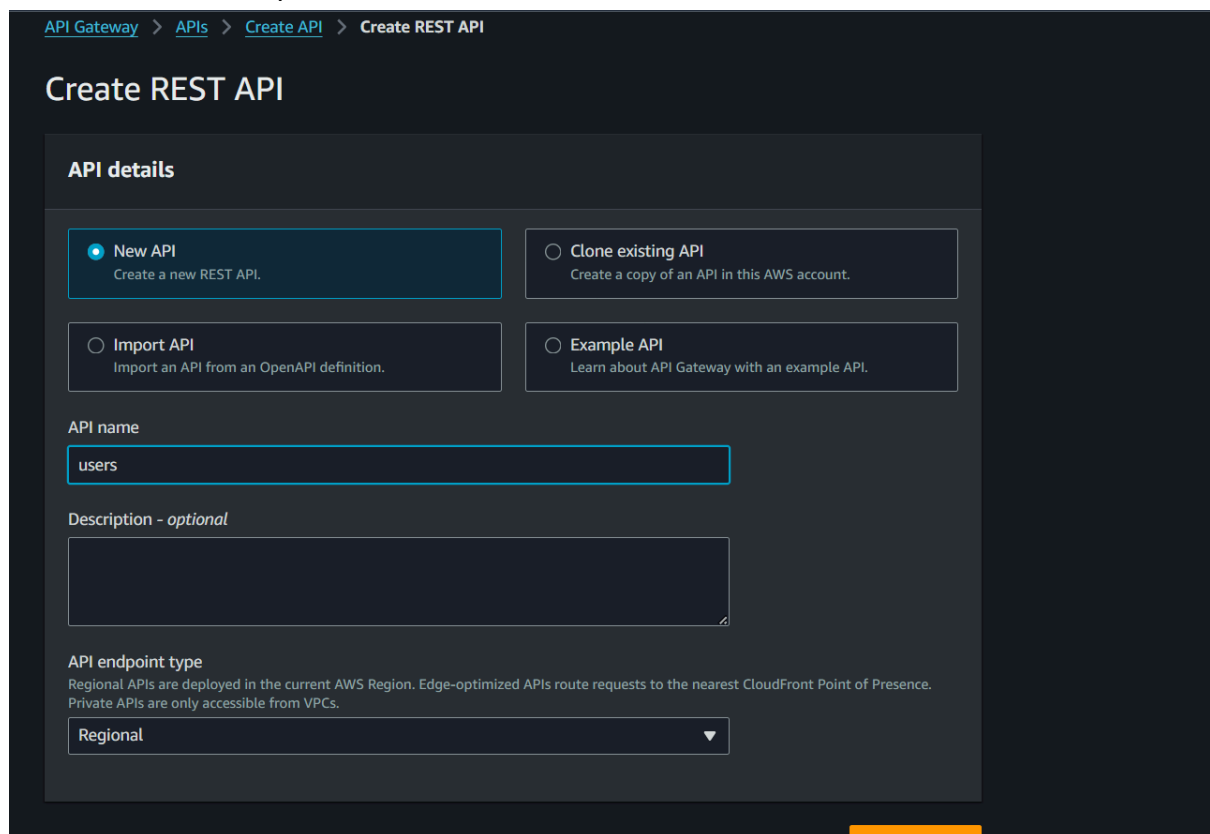 API Gateway > APIs > Create API > Create REST API
Create REST API
API details
New API
Create a new REST API.
Clone existing API
Create a copy of an API in this AWS account.
Import API
Import an API from an OpenAPI definition.
Example API
Learn about API Gateway with an example API.
API name
users
Description - optional
API endpoint type
Regional APIs are deployed in the current AWS Region. Edge-optimized APIs route requests to the nearest CloudFront Point of Presence.
Private APIs are only accessible from VPCs.
Regional